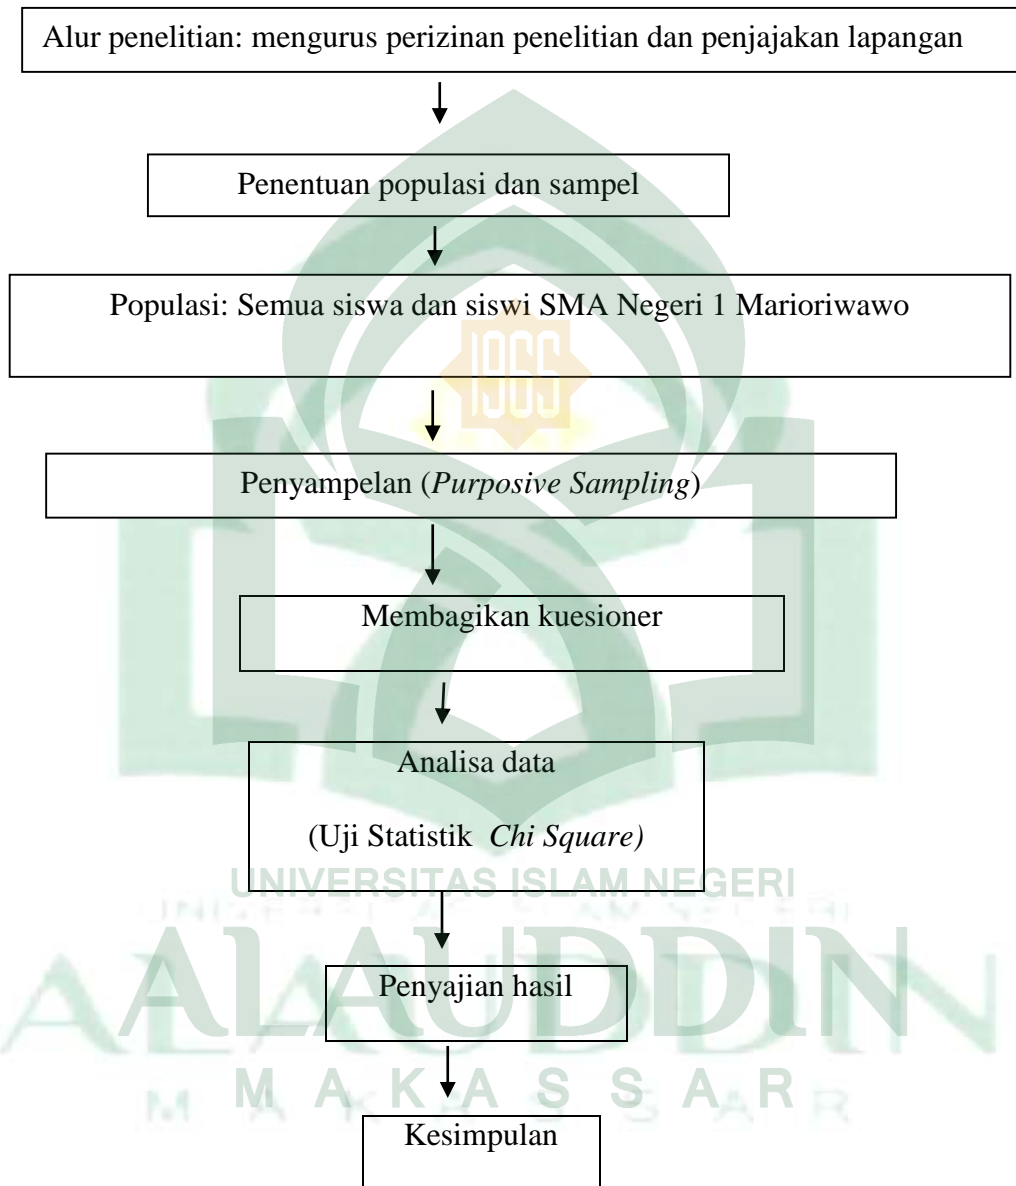 Alur penelitian: mengurus perizinan penelitian dan penjajakan lapangan
Penentuan populasi dan sampel
Populasi: Semua siswa dan siswi SMA Negeri 1 Marioriwawo
1965
Penyampelan (Purposive Sampling)
Membagikan kuesioner
Analisa data
(Uji Statistik Chi Square)
UNIVERSITAS ISLAM NEGERI
ALAUDDIN
Penyajian hasil
MAKASSAR
Kesimpulan